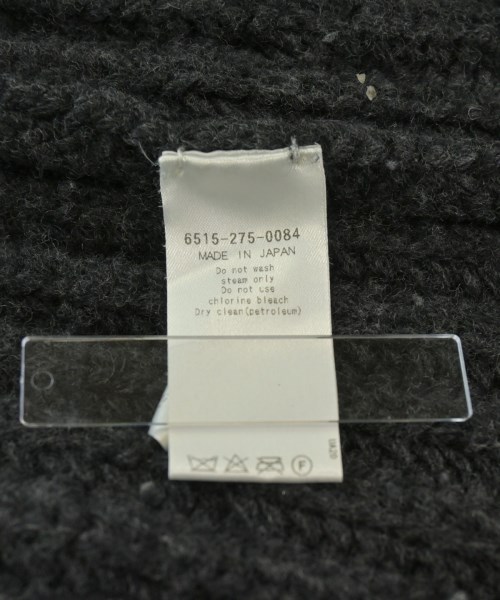 6515-275-0084
MADE IN JAPAN
Do not wash
steam only
Do not use
chlorine bleach
Dry clean(petroleum)
UA20
F